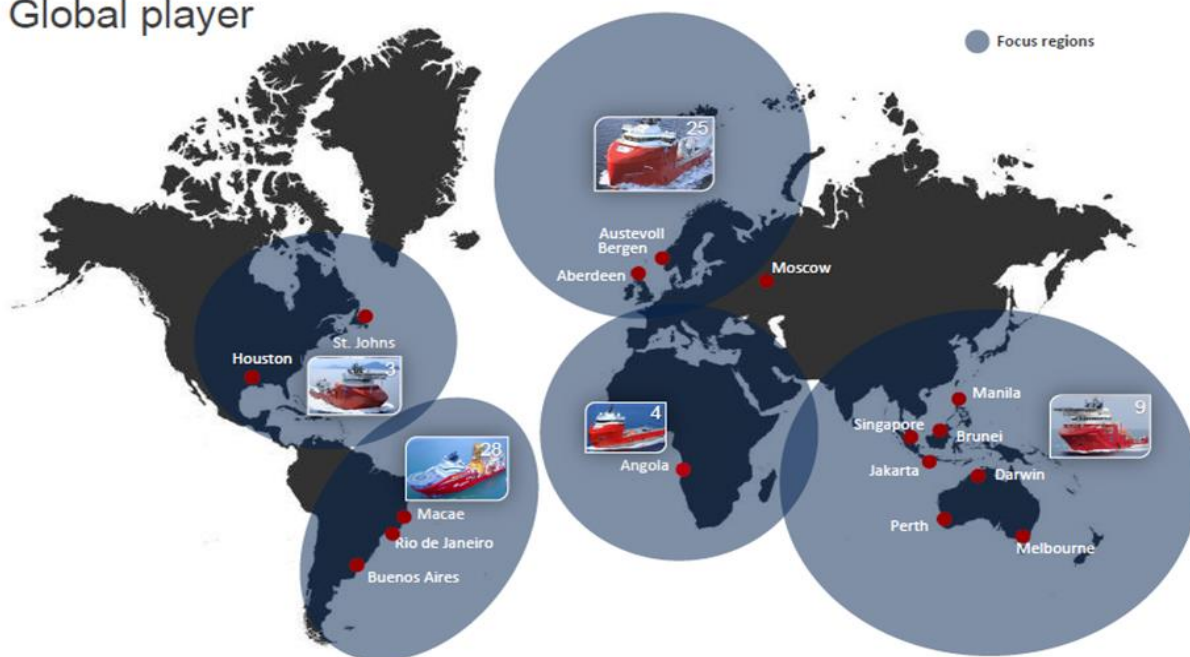 Global player
Focus regions
25
Austevoll
Bergen
Aberdeen
Moscow
St. Johns
Houston
3
4
9
Manila
Singapore
Brunei
28
Angola
Jakarta
Darwin
Macae
Perth
Rio de Janeiro
Melbourne
Buenos Aires